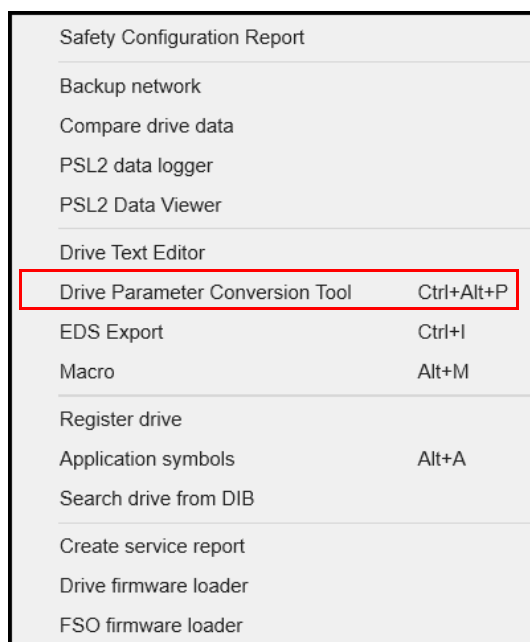 Safety Configuration Report
Backup network
Compare drive data
PSL2 data logger
PSL2 Data Viewer
Drive Text Editor
Drive Parameter Conversion Tool Ctrl+Alt+P
EDS Export Ctrl+I
Macro Alt+M
Register drive
Application symbols Alt+A
Search drive from DIB
Create service report
Drive firmware loader
FSO firmware loader